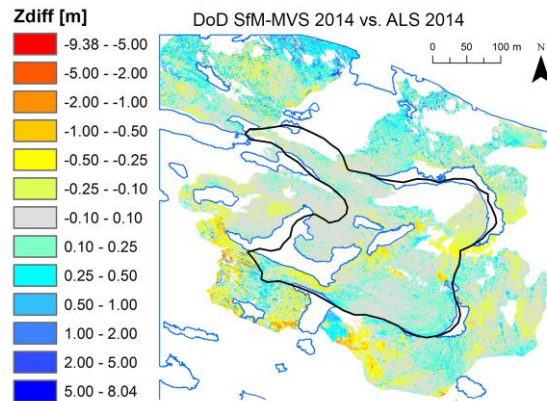 Zdiff [m]
DoD SfM-MVS 2014 vs. ALS 2014
-9.38 - -5.00
-5.00 - -2.00
-2.00 - -1.00
-1.00 - -0.50
-0.50 - -0.25
-0.25 - -0.10
-0.10 - 0.10
0.10 - 0.25
0.25 - 0.50
0.50 - 1.00
1.00 - 2.00
2.00 - 5.00
5.00 - 8.04
0 50 100 m
N